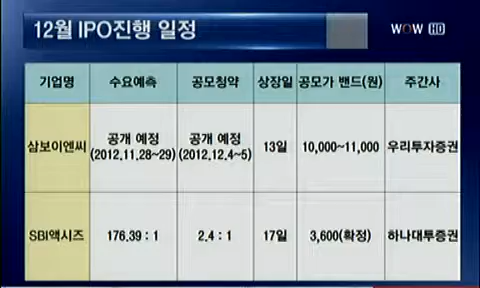 12월 IPO진행 일정
WOW HD
기업명 수요예측 공모청약 상장일 공모가 밴드(원) 주간사
삼보이엔씨 공개 예정 (2012.11.28~29) 공개 예정 (2012.12.4~5) 13일 10,000~11,000 우리투자증권
SBI액시즈 176.39 : 1 2.4 : 1 17일 3,600(확정) 하나대투증권